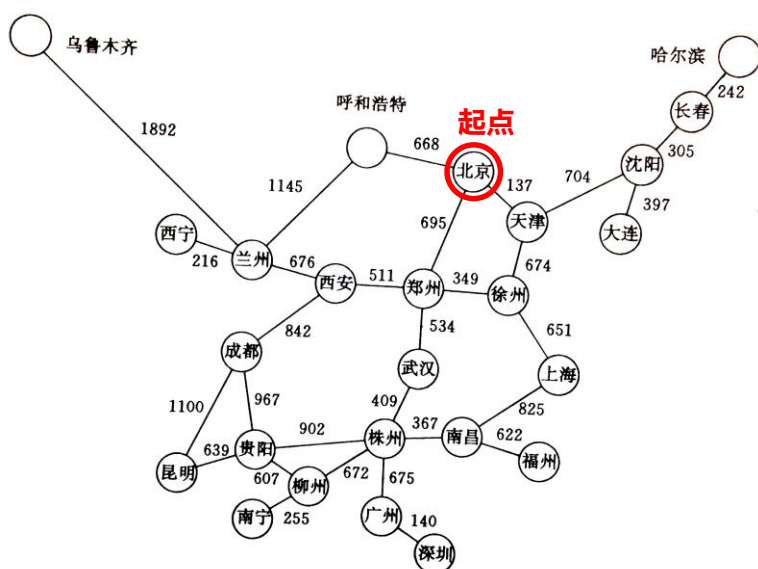 乌鲁木齐
哈尔滨
242
长春
呼和浩特
起点
1892
668
北京
305
沈阳
704
137
1145
天津
397
西宁
695
大连
216
兰州
676
674
西安
511
郑州
349
徐州
842
534
651
成都
武汉
上海
967
409
825
1100
902
367
622
639
贵阳
株州
南昌
福州
昆明
607
柳州
672
675
南宁
255
广州
140
深圳